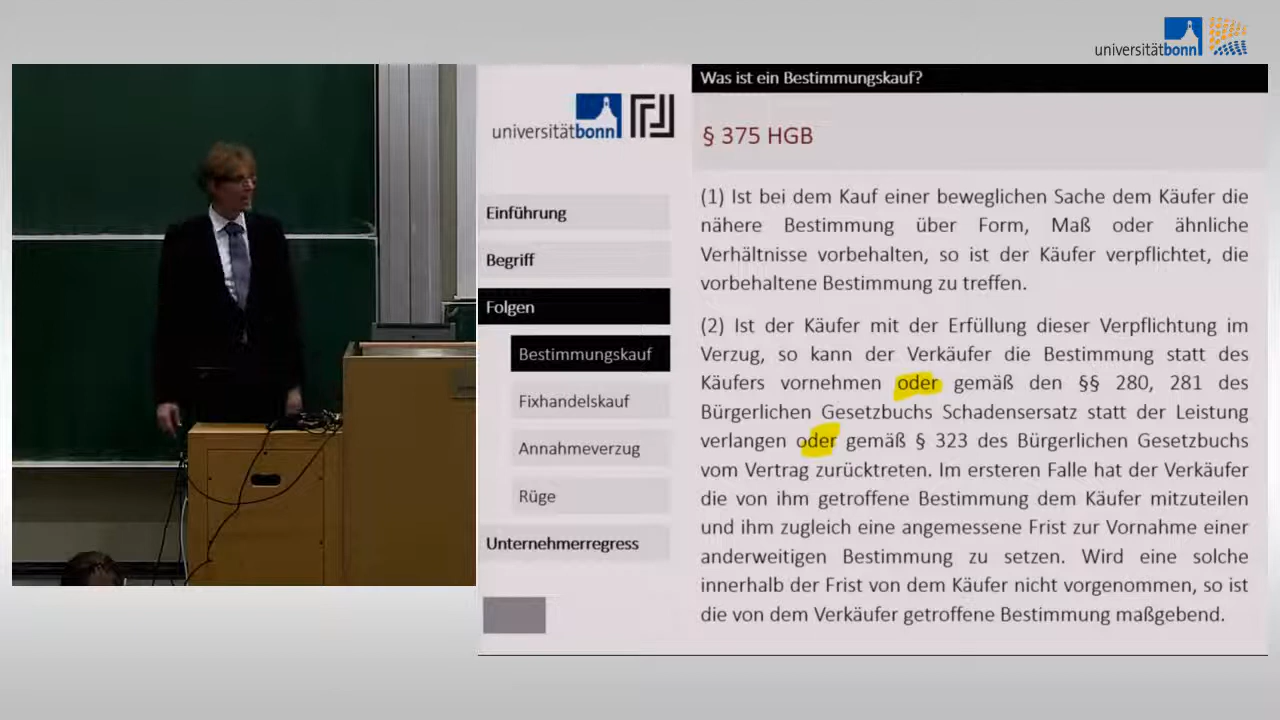 universitätbonn
Was ist ein Bestimmungskauf?
universitätbonn
§ 375 HGB
Einführung
Begriff
Folgen
Bestimmungskauf
Fixhandelskauf
Annahmeverzug
Rüge
Unternehmerregress
(1) Ist bei dem Kauf einer beweglichen Sache dem Käufer die
nähere Bestimmung über Form, Maß oder ähnliche
Verhältnisse vorbehalten, so ist der Käufer verpflichtet, die
vorbehaltene Bestimmung zu treffen.
(2) Ist der Käufer mit der Erfüllung dieser Verpflichtung im
Verzug, so kann der Verkäufer die Bestimmung statt des
Käufers vornehmen oder gemäß den §§ 280, 281 des
Bürgerlichen Gesetzbuchs Schadensersatz statt der Leistung
verlangen oder gemäß § 323 des Bürgerlichen Gesetzbuchs
vom Vertrag zurücktreten. Im ersteren Falle hat der Verkäufer
die von ihm getroffene Bestimmung dem Käufer mitzuteilen
und ihm zugleich eine angemessene Frist zur Vornahme einer
anderweitigen Bestimmung zu setzen. Wird eine solche
innerhalb der Frist von dem Käufer nicht vorgenommen, so ist
die von dem Verkäufer getroffene Bestimmung maßgebend.